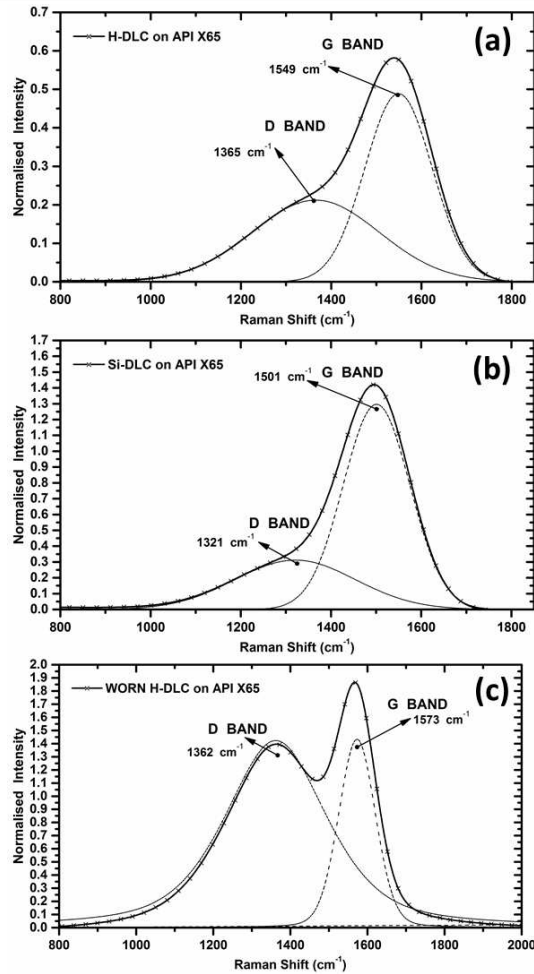 H-DLC on API X65
(a)
G BAND
1549 cm⁻¹
D BAND
1365 cm⁻¹
Normalised Intensity
0.7
0.6
0.5
0.4
0.3
0.2
0.1
0.0
800 1000 1200 1400 1600 1800
Raman Shift (cm⁻¹)
Si-DLC on API X65
(b)
G BAND
1501 cm⁻¹
D BAND
1321 cm⁻¹
Normalised Intensity
1.7
1.6
1.5
1.4
1.3
1.2
1.1
1.0
0.9
0.8
0.7
0.6
0.5
0.4
0.3
0.2
0.1
0.0
800 1000 1200 1400 1600 1800
Raman Shift (cm⁻¹)
WORN H-DLC on API X65
(c)
G BAND
1573 cm⁻¹
D BAND
1362 cm⁻¹
Normalised Intensity
2.0
1.9
1.8
1.7
1.6
1.5
1.4
1.3
1.2
1.1
1.0
0.9
0.8
0.7
0.6
0.5
0.4
0.3
0.2
0.1
0.0
800 1000 1200 1400 1600 1800 2000
Raman Shift (cm⁻¹)